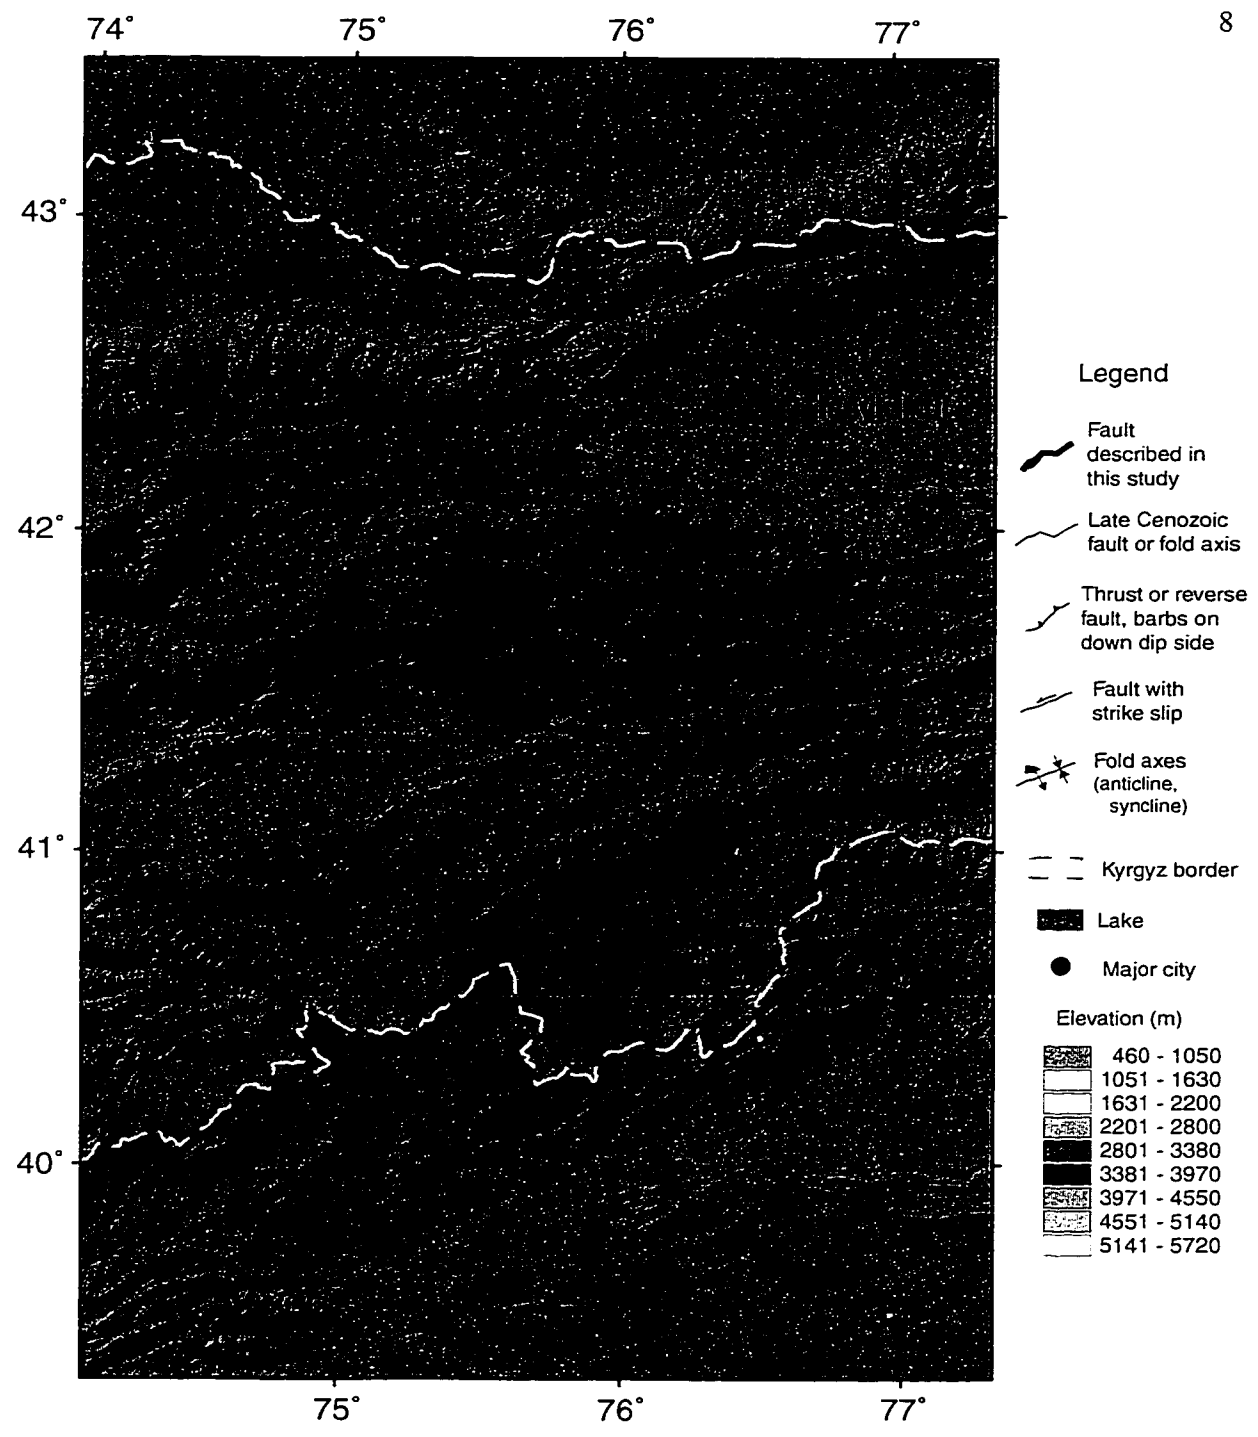 74° 75° 76° 77° 8
43°
42°
41°
40°
75° 76° 77°
Legend
Fault
described in
this study
Late Cenozoic
fault or fold axis
Thrust or reverse
fault, barbs on
down dip side
Fault with
strike slip
Fold axes
(anticline,
syncline)
Kyrgyz border
Lake
Major city
Elevation (m)
460 - 1050
1051 - 1630
1631 - 2200
2201 - 2800
2801 - 3380
3381 - 3970
3971 - 4550
4551 - 5140
5141 - 5720